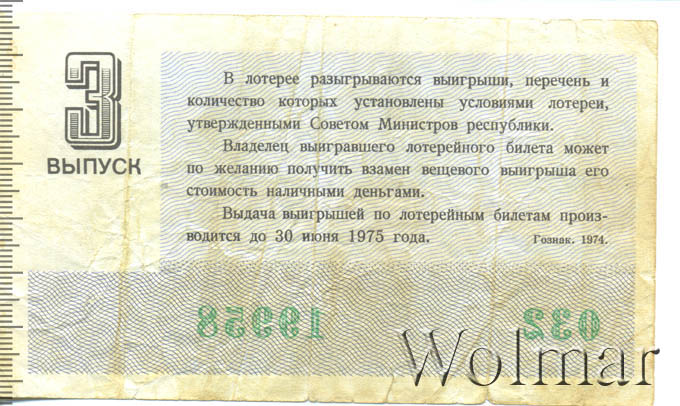 3
ВЫПУСК
В лотерее разыгрываются выигрыши, перечень и
количество которых установлены условиями лотереи,
утвержденными Советом Министров республики.
Владелец выигравшего лотерейного билета может
по желанию получить взамен вещевого выигрыша его
стоимость наличными деньгами.
Выдача выигрышей по лотерейным билетам произ-
водится до 30 июня 1975 года.
Гознак. 1974.
19958 032
Wolmar